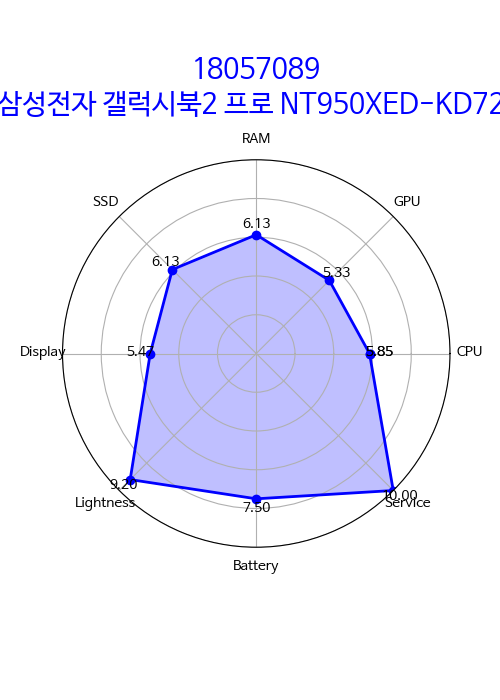 18057089
삼성전자 갤럭시북2 프로 NT950XED-KD72
RAM
SSD
GPU
6.13
6.13
5.33
Display
5.47
5.85
CPU
9.20
10.00
Lightness
7.50
Service
Battery